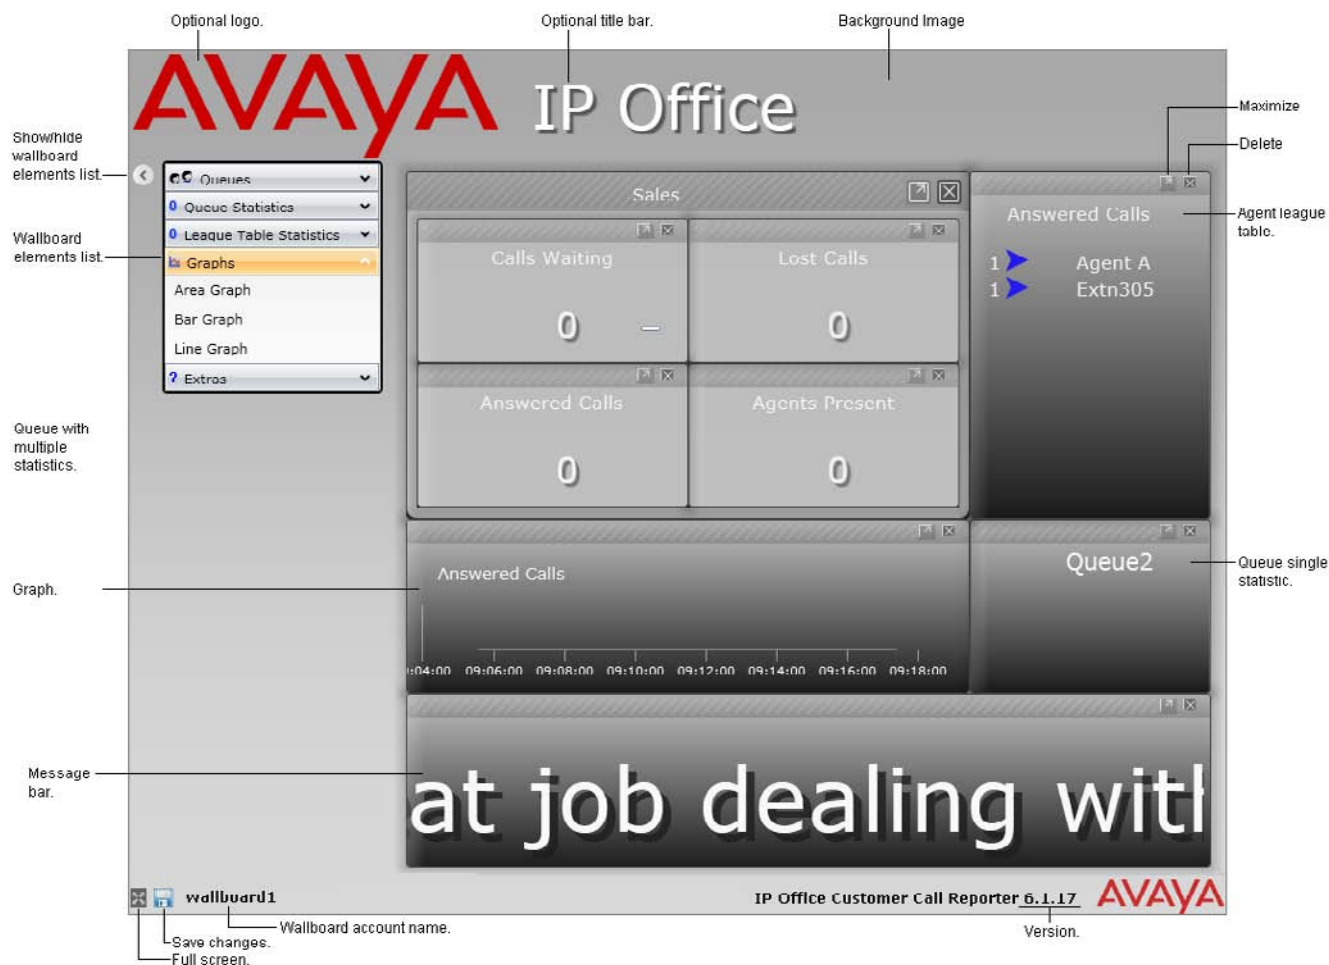 Optional logo.
Optional title bar.
Background Image
AVAYA
IP Office
Maximize
Delete
Show/hide
wallboard
elements list.
Queues
Queue Statistics
League Table Statistics
Graphs
Area Graph
Bar Graph
Line Graph
Extras
Wallboard
elements list.
Sales
Calls Waiting
0
Lost Calls
0
Answered Calls
0
Agents Present
0
Answered Calls
1 Agent A
1 Extn305
Agent league
table.
Queue with
multiple
statistics.
Answered Calls
:04:00 09:06:00 09:08:00 09:10:00 09:12:00 09:14:00 09:16:00 09:18:00
Graph.
Queue2
Queue single
statistic.
Message
bar.
at job dealing with
wallboard1
IP Office Customer Call Reporter 6.1.17
AVAYA
Wallboard account name.
Version.
Save changes.
Full screen.